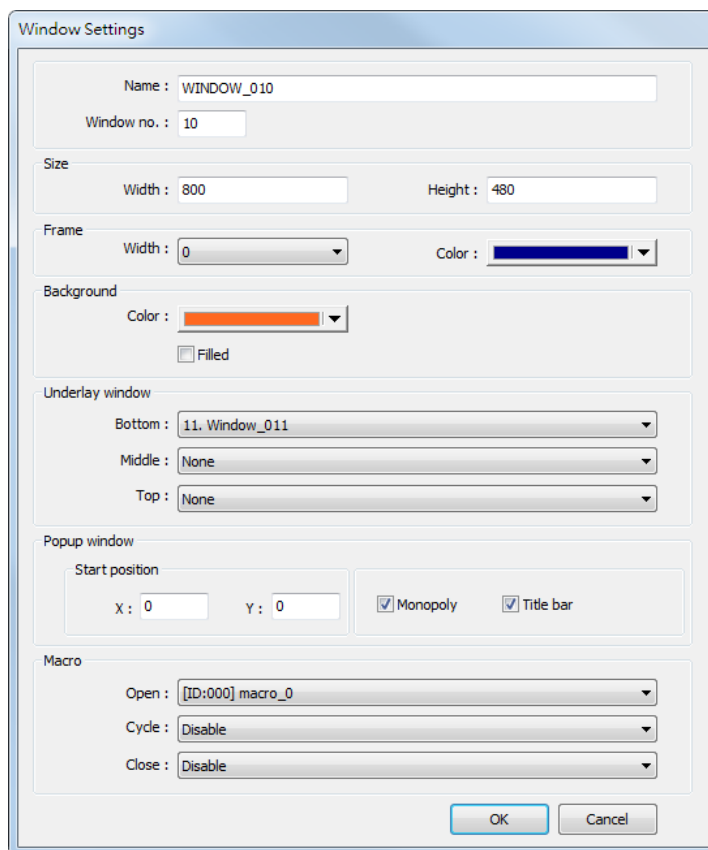 Window Settings
Name : WINDOW_010
Window no. : 10
Size
Width : 800 Height : 480
Frame
Width : 0 Color :
Background
Color :
Filled
Underlay window
Bottom : 11. Window_011
Middle : None
Top : None
Popup window
Start position
X : 0 Y : 0 Monopoly Title bar
Macro
Open : [ID:000] macro_0
Cycle : Disable
Close : Disable
OK Cancel